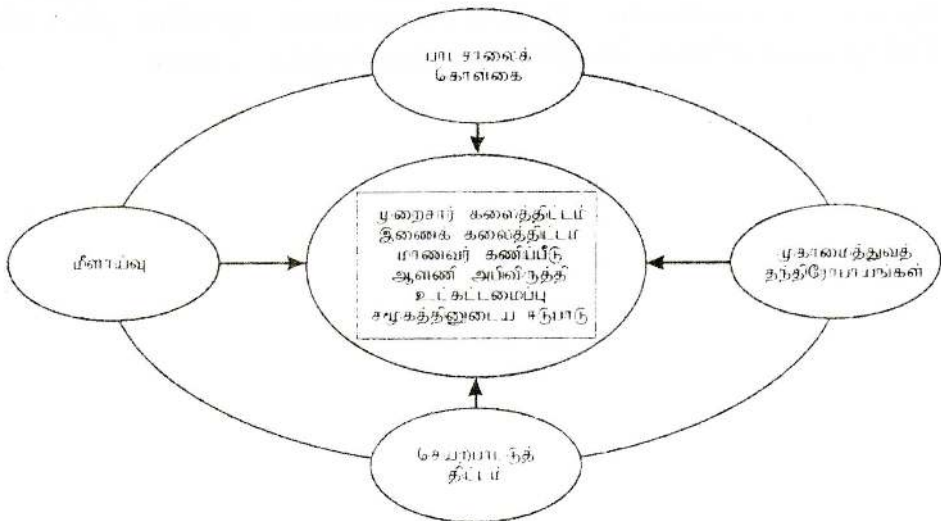 பாடசாலைக்
கொள்கை
முறைசார் கலைத்திட்டம்
இணைக் கலைத்திட்டம்
மாணவர் கணிப்பீடு
ஆளணி அபிவிருத்தி
உட்கட்டமைப்பு
சமூகத்தினுடைய ஈடுபாடு
மீளாய்வு
முகாமைத்துவத்
தந்திரோபாயங்கள்
செயற்பாட்டுத்
திட்டம்